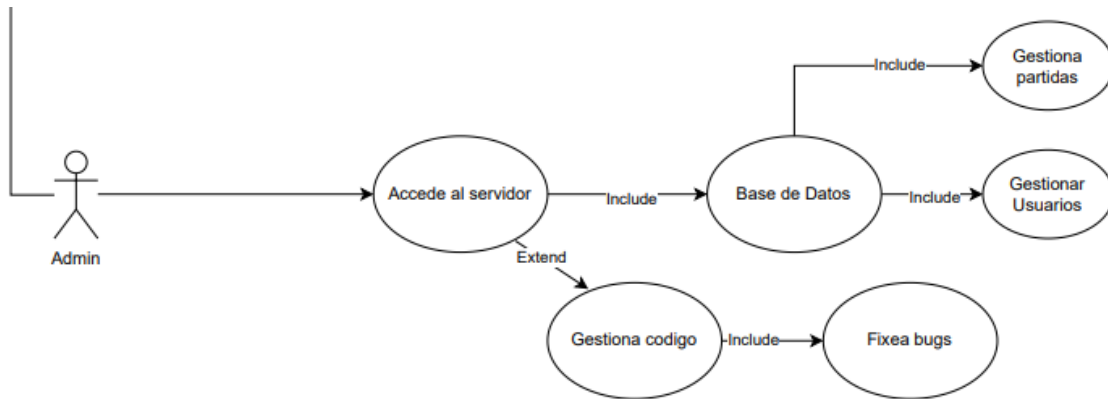 Include
Gestiona
partidas
Accede al servidor
Include
Base de Datos
Include
Gestionar
Usuarios
Admin
Extend
Gestiona codigo
Include
Fixea bugs